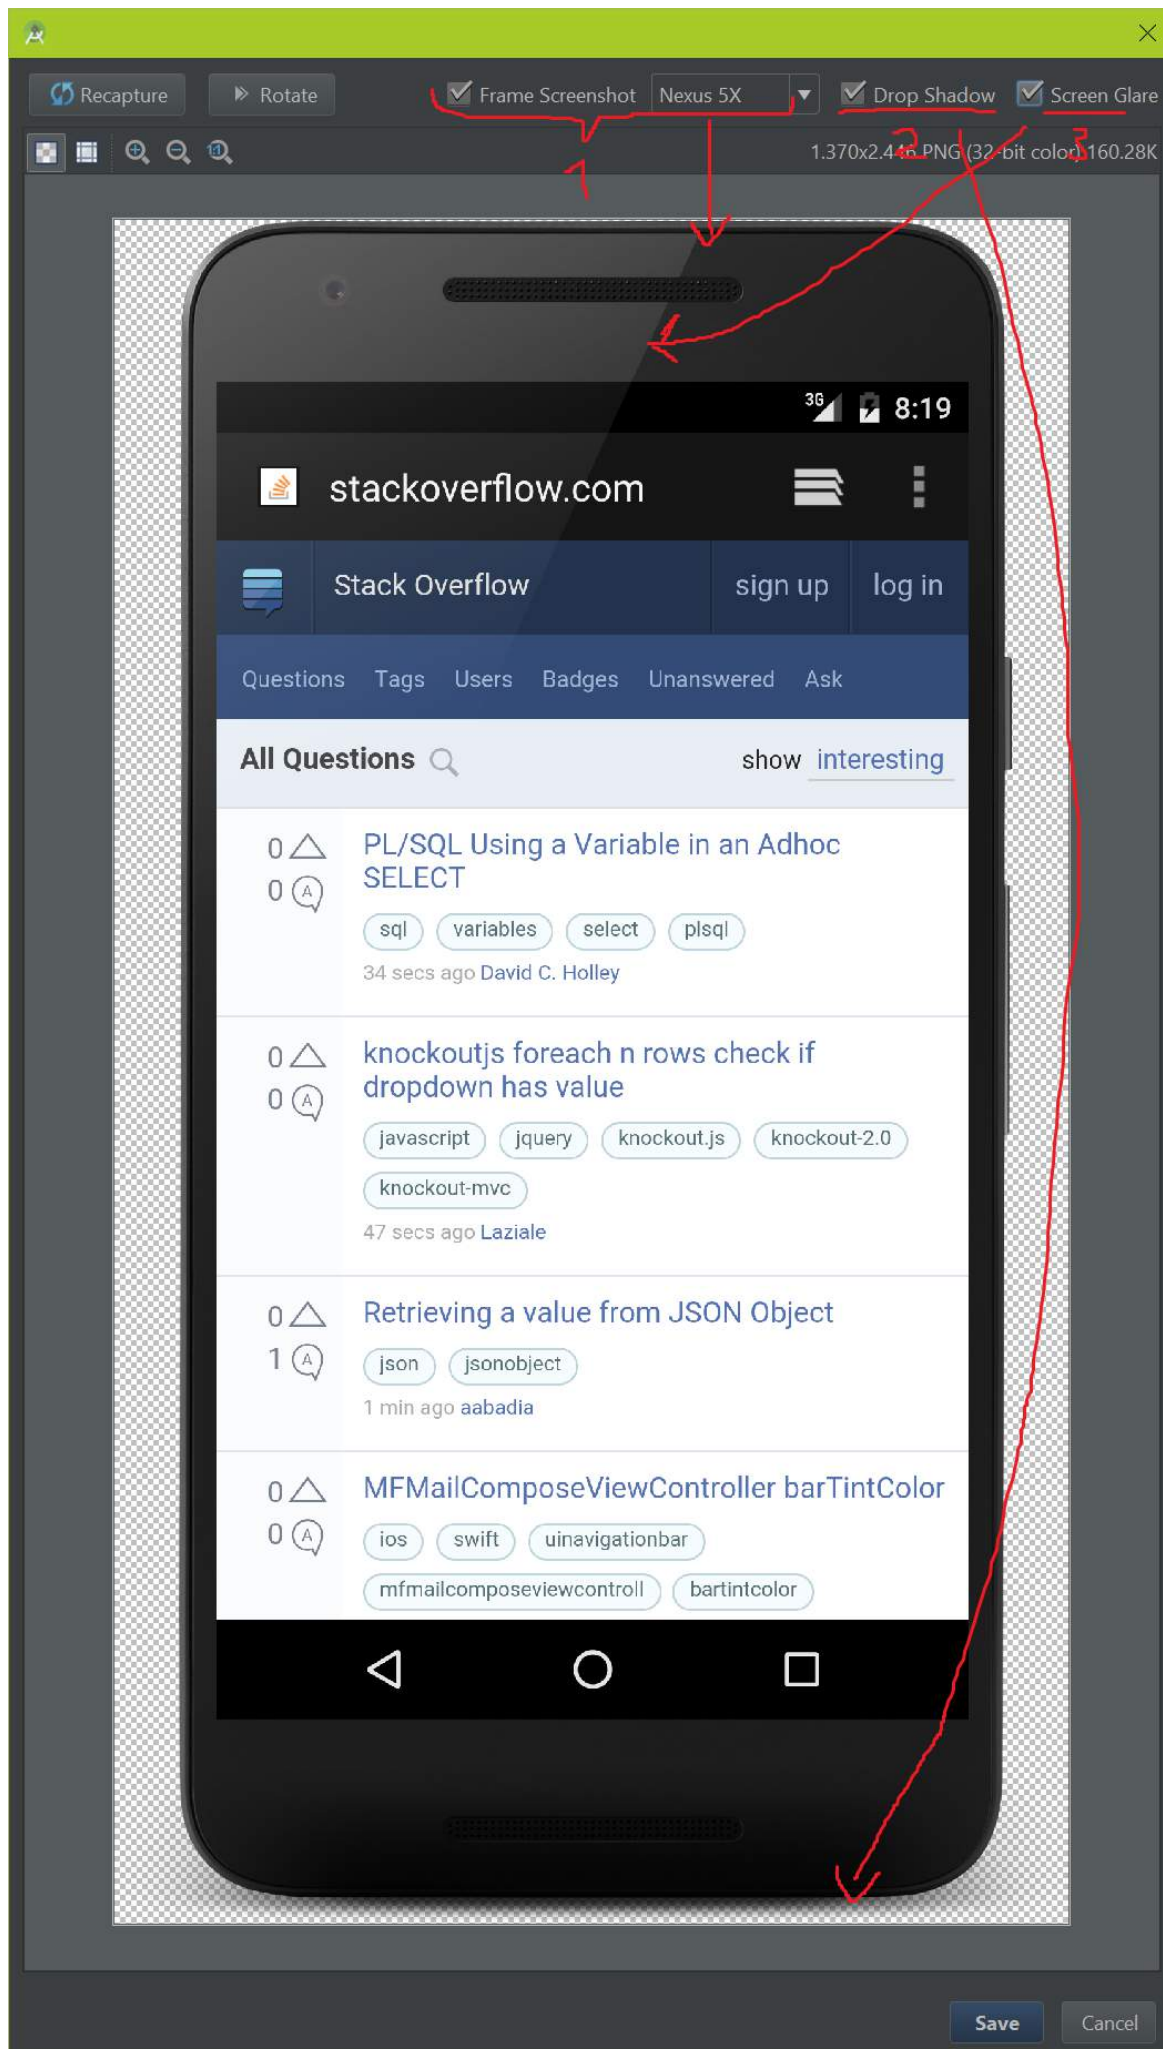 Recapture Rotate Frame Screenshot Nexus 5X Drop Shadow Screen Glare
1 2 3
1.370x2.446 PNG (32-bit color) 160.28K
3G 8:19
stackoverflow.com
Stack Overflow sign up log in
Questions Tags Users Badges Unanswered Ask
All Questions show interesting
0
0 A
PL/SQL Using a Variable in an Adhoc
SELECT
sql variables select plsql
34 secs ago David C. Holley
0
0 A
knockoutjs foreach n rows check if
dropdown has value
javascript jquery knockout.js knockout-2.0
knockout-mvc
47 secs ago Laziale
0
1 A
Retrieving a value from JSON Object
json jsonobject
1 min ago aabadia
0
0 A
MFMailComposeViewController barTintColor
ios swift uinavigationbar
mfmailcomposeviewcontroll bartintcolor
Save Cancel